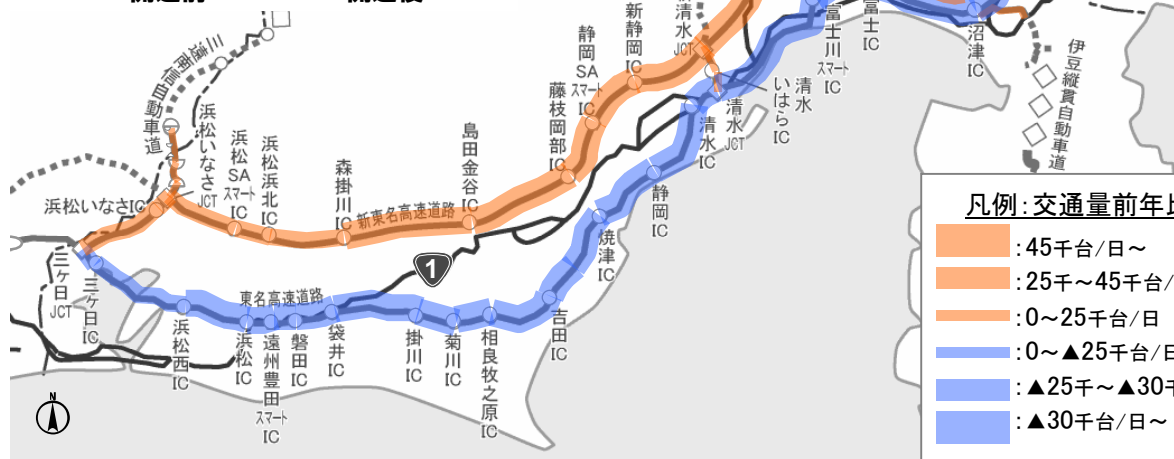 三遠南信自動車道
浜松いなさJCT
浜松いなさIC
浜松SAスマートIC
浜松浜北IC
森掛川IC
新東名高速道路
島田金谷IC
藤枝岡部IC
静岡SAスマートIC
新静岡IC
新清水JCT
清水いはらIC
清水JCT
清水IC
静岡IC
焼津IC
吉田IC
相良牧之原IC
菊川IC
掛川IC
袋井IC
磐田IC
遠州豊田スマートIC
浜松IC
浜松西IC
東名高速道路
三ヶ日IC
三ヶ日JCT
1
富士川スマートIC
富士IC
沼津IC
伊豆縦貫自動車道
N
凡例:交通量前年比
:45千台/日～
:25千～45千台/
:0～25千台/日
:0～▲25千台/日
:▲25千～▲30千
:▲30千台/日～